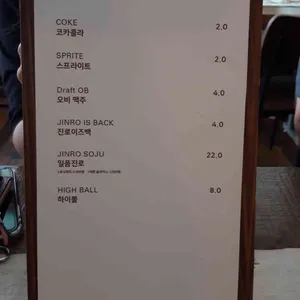 COKE
코카콜라 2.0
SPRITE
스프라이트 2.0
Draft OB
오비 맥주 4.0
JINRO IS BACK
진로이즈백 4.0
JINRO SOJU 22.0
일품진로
HIGH BALL 8.0
하이볼